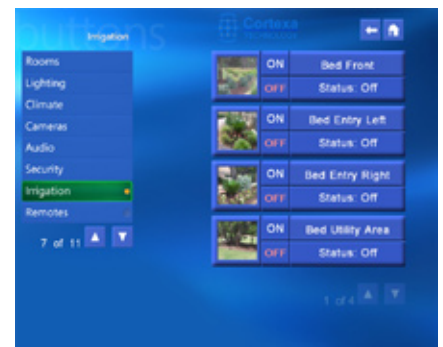 buttons
Irrigation
Cortexa
TECHNOLOGY
Rooms
Lighting
Climate
Cameras
Audio
Security
Irrigation
Remotes
7 of 11
ON Bed Front
OFF Status: Off
ON Bed Entry Left
OFF Status: Off
ON Bed Entry Right
OFF Status: Off
ON Bed Utility Area
OFF Status: Off
1 of 4